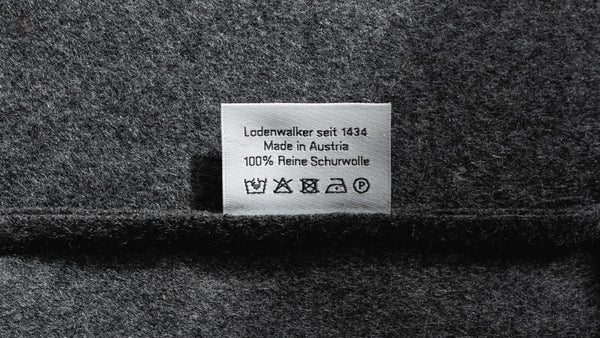 Lodenwalker seit 1434
Made in Austria
100% Reine Schurwolle
P